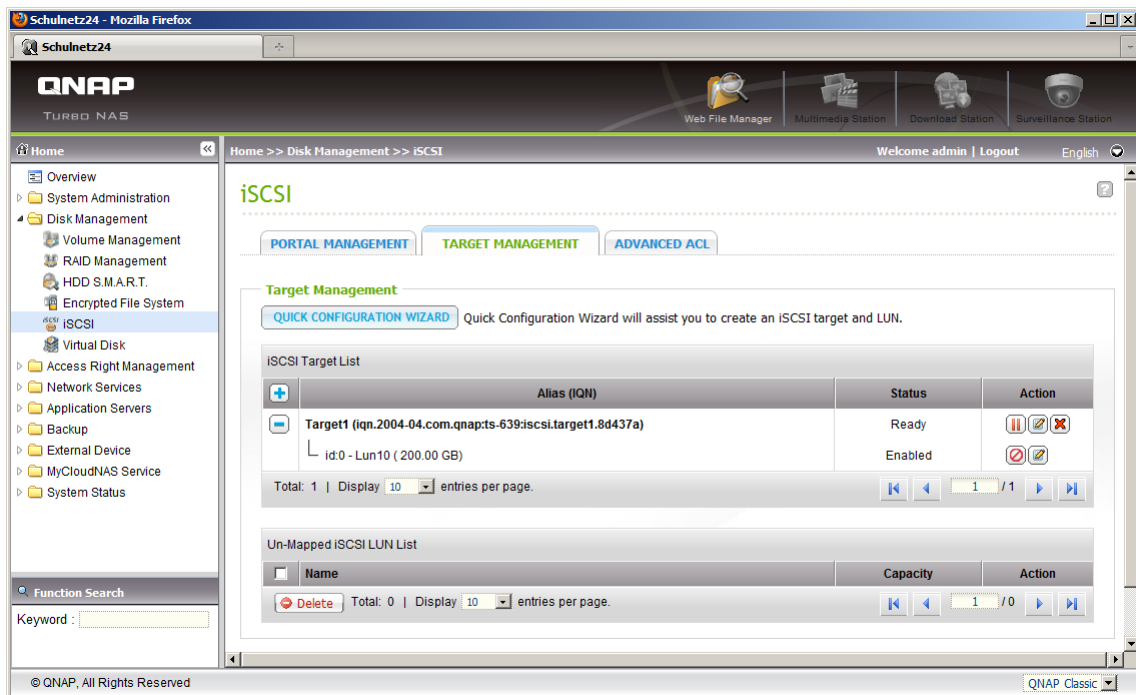 Schulnetz24 - Mozilla Firefox
Schulnetz24
QNAP
TURBO NAS
Web File Manager
Multimedia Station
Download Station
Surveillance Station
Home
Home >> Disk Management >> iSCSI
Welcome admin | Logout
English
Overview
System Administration
Disk Management
Volume Management
RAID Management
HDD S.M.A.R.T.
Encrypted File System
iSCSI
Virtual Disk
Access Right Management
Network Services
Application Servers
Backup
External Device
MyCloudNAS Service
System Status
Function Search
Keyword :
iSCSI
PORTAL MANAGEMENT
TARGET MANAGEMENT
ADVANCED ACL
Target Management
QUICK CONFIGURATION WIZARD Quick Configuration Wizard will assist you to create an iSCSI target and LUN.
iSCSI Target List
Alias (IQN) Status Action
Target1 (iqn.2004-04.com.qnap:ts-639:iscsi.target1.8d437a) Ready
id:0 - Lun10 ( 200.00 GB) Enabled
Total: 1 | Display 10 entries per page. 1 / 1
Un-Mapped iSCSI LUN List
Name Capacity Action
Delete Total: 0 | Display 10 entries per page. 1 / 0
© QNAP, All Rights Reserved
QNAP Classic